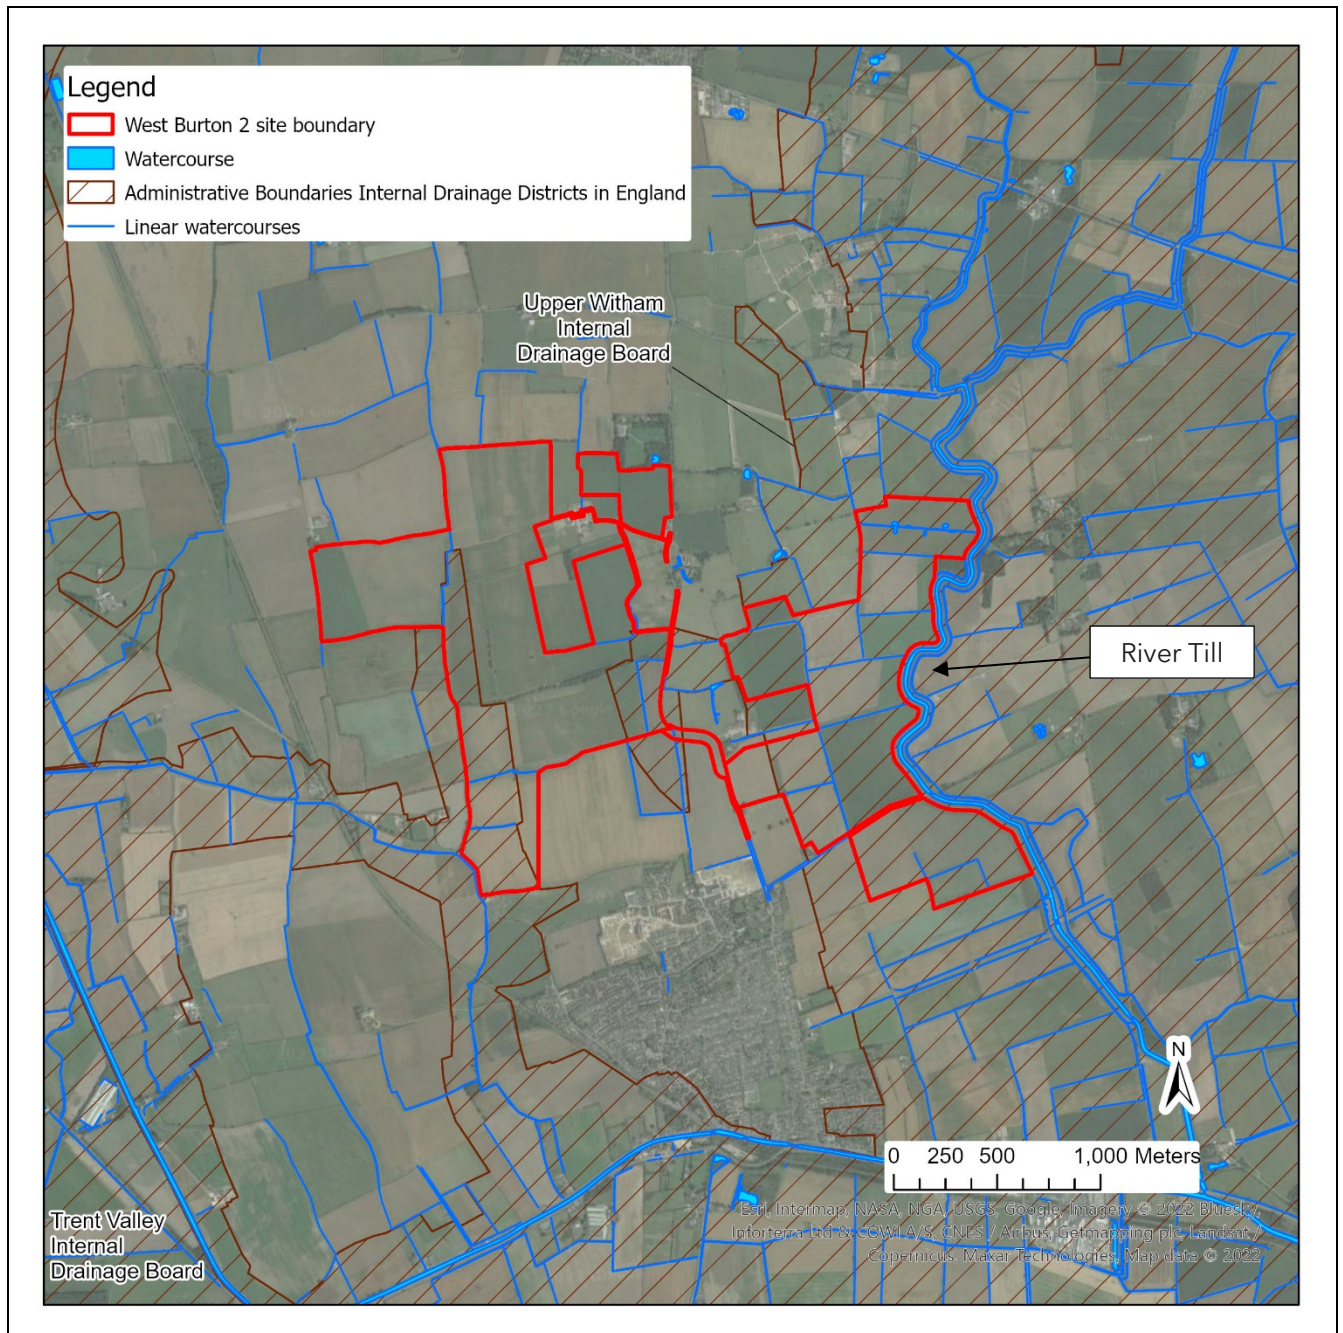 Legend
West Burton 2 site boundary
Watercourse
Administrative Boundaries Internal Drainage Districts in England
Linear watercourses
Upper Witham
Internal
Drainage Board
River Till
N
0 250 500 1,000 Meters
Trent Valley
Internal
Drainage Board
Esri, Intermap, NASA, NGA, USGS, Google, Imagery © 2022 Bluesky,
Infoterra Ltd & COWI A/S, CNES / Airbus, Getmapping plc, Landsat /
Copernicus, Maxar Technologies, Map data © 2022